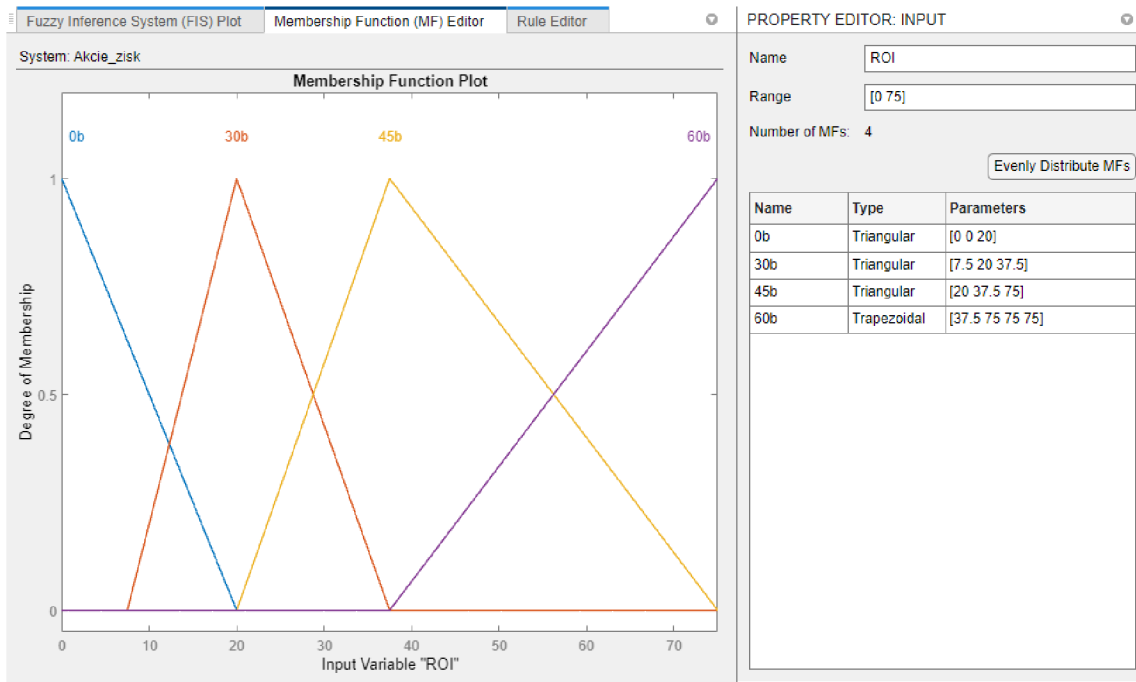 Fuzzy Inference System (FIS) Plot
Membership Function (MF) Editor
Rule Editor
System: Akcie_zisk
Membership Function Plot
0b
30b
45b
60b
1
0.5
0
Degree of Membership
0 10 20 30 40 50 60 70
Input Variable "ROI"
PROPERTY EDITOR: INPUT
Name ROI
Range [0 75]
Number of MFs: 4
Evenly Distribute MFs
Name Type Parameters
0b Triangular [0 0 20]
30b Triangular [7.5 20 37.5]
45b Triangular [20 37.5 75]
60b Trapezoidal [37.5 75 75 75]